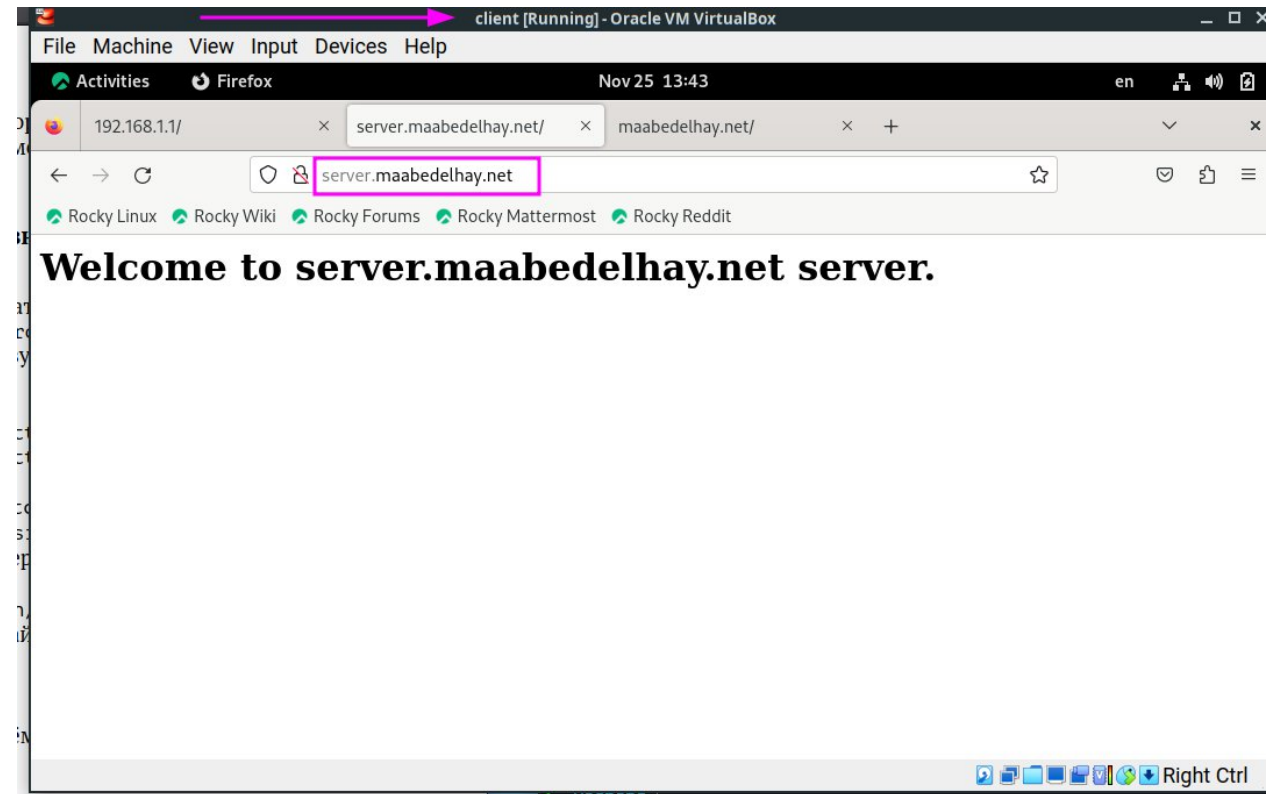 client [Running] - Oracle VM VirtualBox
File Machine View Input Devices Help
Activities Firefox Nov 25 13:43 en
192.168.1.1/ server.maabedelhay.net/ maabedelhay.net/
server.maabedelhay.net
Rocky Linux Rocky Wiki Rocky Forums Rocky Mattermost Rocky Reddit
Welcome to server.maabedelhay.net server.
Right Ctrl